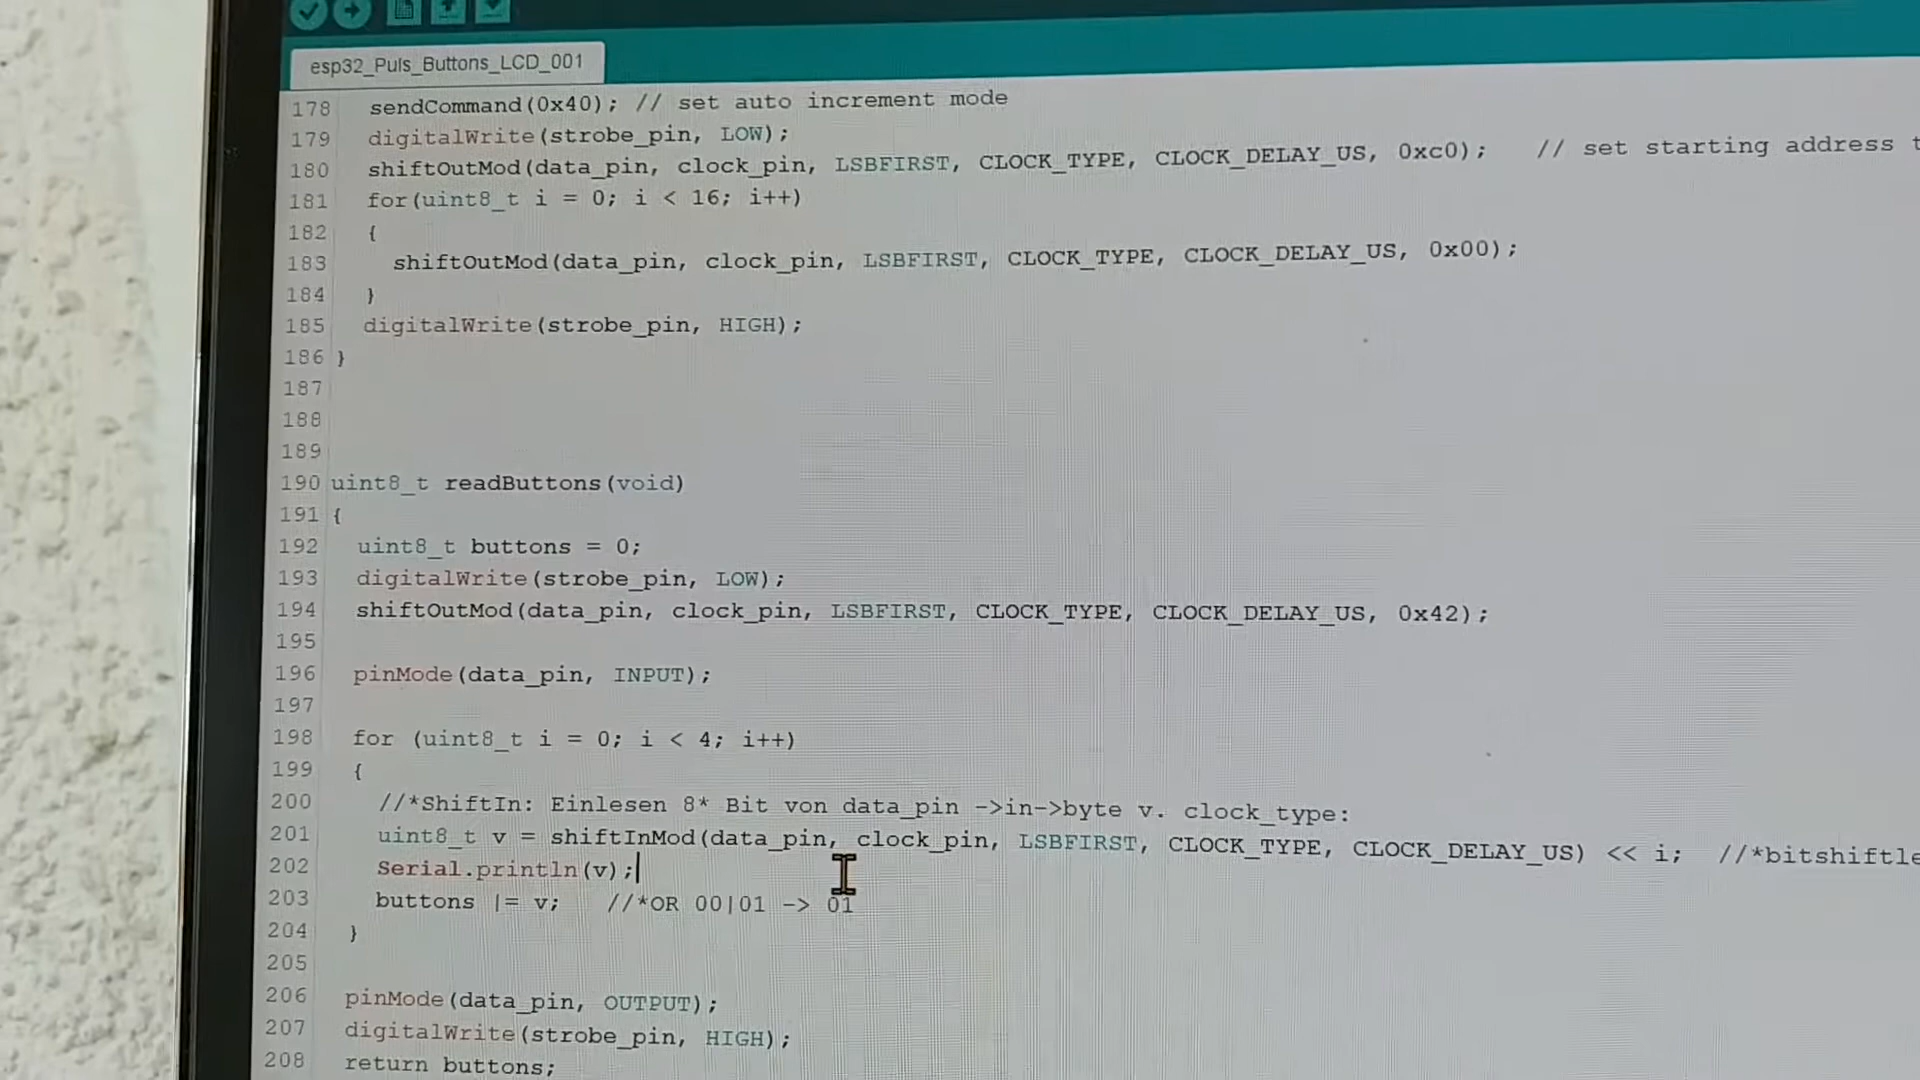 esp32_Puls_Buttons_LCD_001
178 sendCommand(0x40); // set auto increment mode
179 digitalWrite(strobe_pin, LOW);
180 shiftOutMod(data_pin, clock_pin, LSBFIRST, CLOCK_TYPE, CLOCK_DELAY_US, 0xc0); // set starting address
181 for(uint8_t i = 0; i < 16; i++)
182 {
183 shiftOutMod(data_pin, clock_pin, LSBFIRST, CLOCK_TYPE, CLOCK_DELAY_US, 0x00);
184 }
185 digitalWrite(strobe_pin, HIGH);
186 }
187
188
189
190 uint8_t readButtons(void)
191 {
192 uint8_t buttons = 0;
193 digitalWrite(strobe_pin, LOW);
194 shiftOutMod(data_pin, clock_pin, LSBFIRST, CLOCK_TYPE, CLOCK_DELAY_US, 0x42);
195
196 pinMode(data_pin, INPUT);
197
198 for (uint8_t i = 0; i < 4; i++)
199 {
200 //*ShiftIn: Einlesen 8* Bit von data_pin ->in->byte v. clock_type:
201 uint8_t v = shiftInMod(data_pin, clock_pin, LSBFIRST, CLOCK_TYPE, CLOCK_DELAY_US) << i; //*bitshiftle
202 Serial.println(v);
203 buttons |= v; //*OR 00|01 -> 01
204 }
205
206 pinMode(data_pin, OUTPUT);
207 digitalWrite(strobe_pin, HIGH);
208 return buttons;